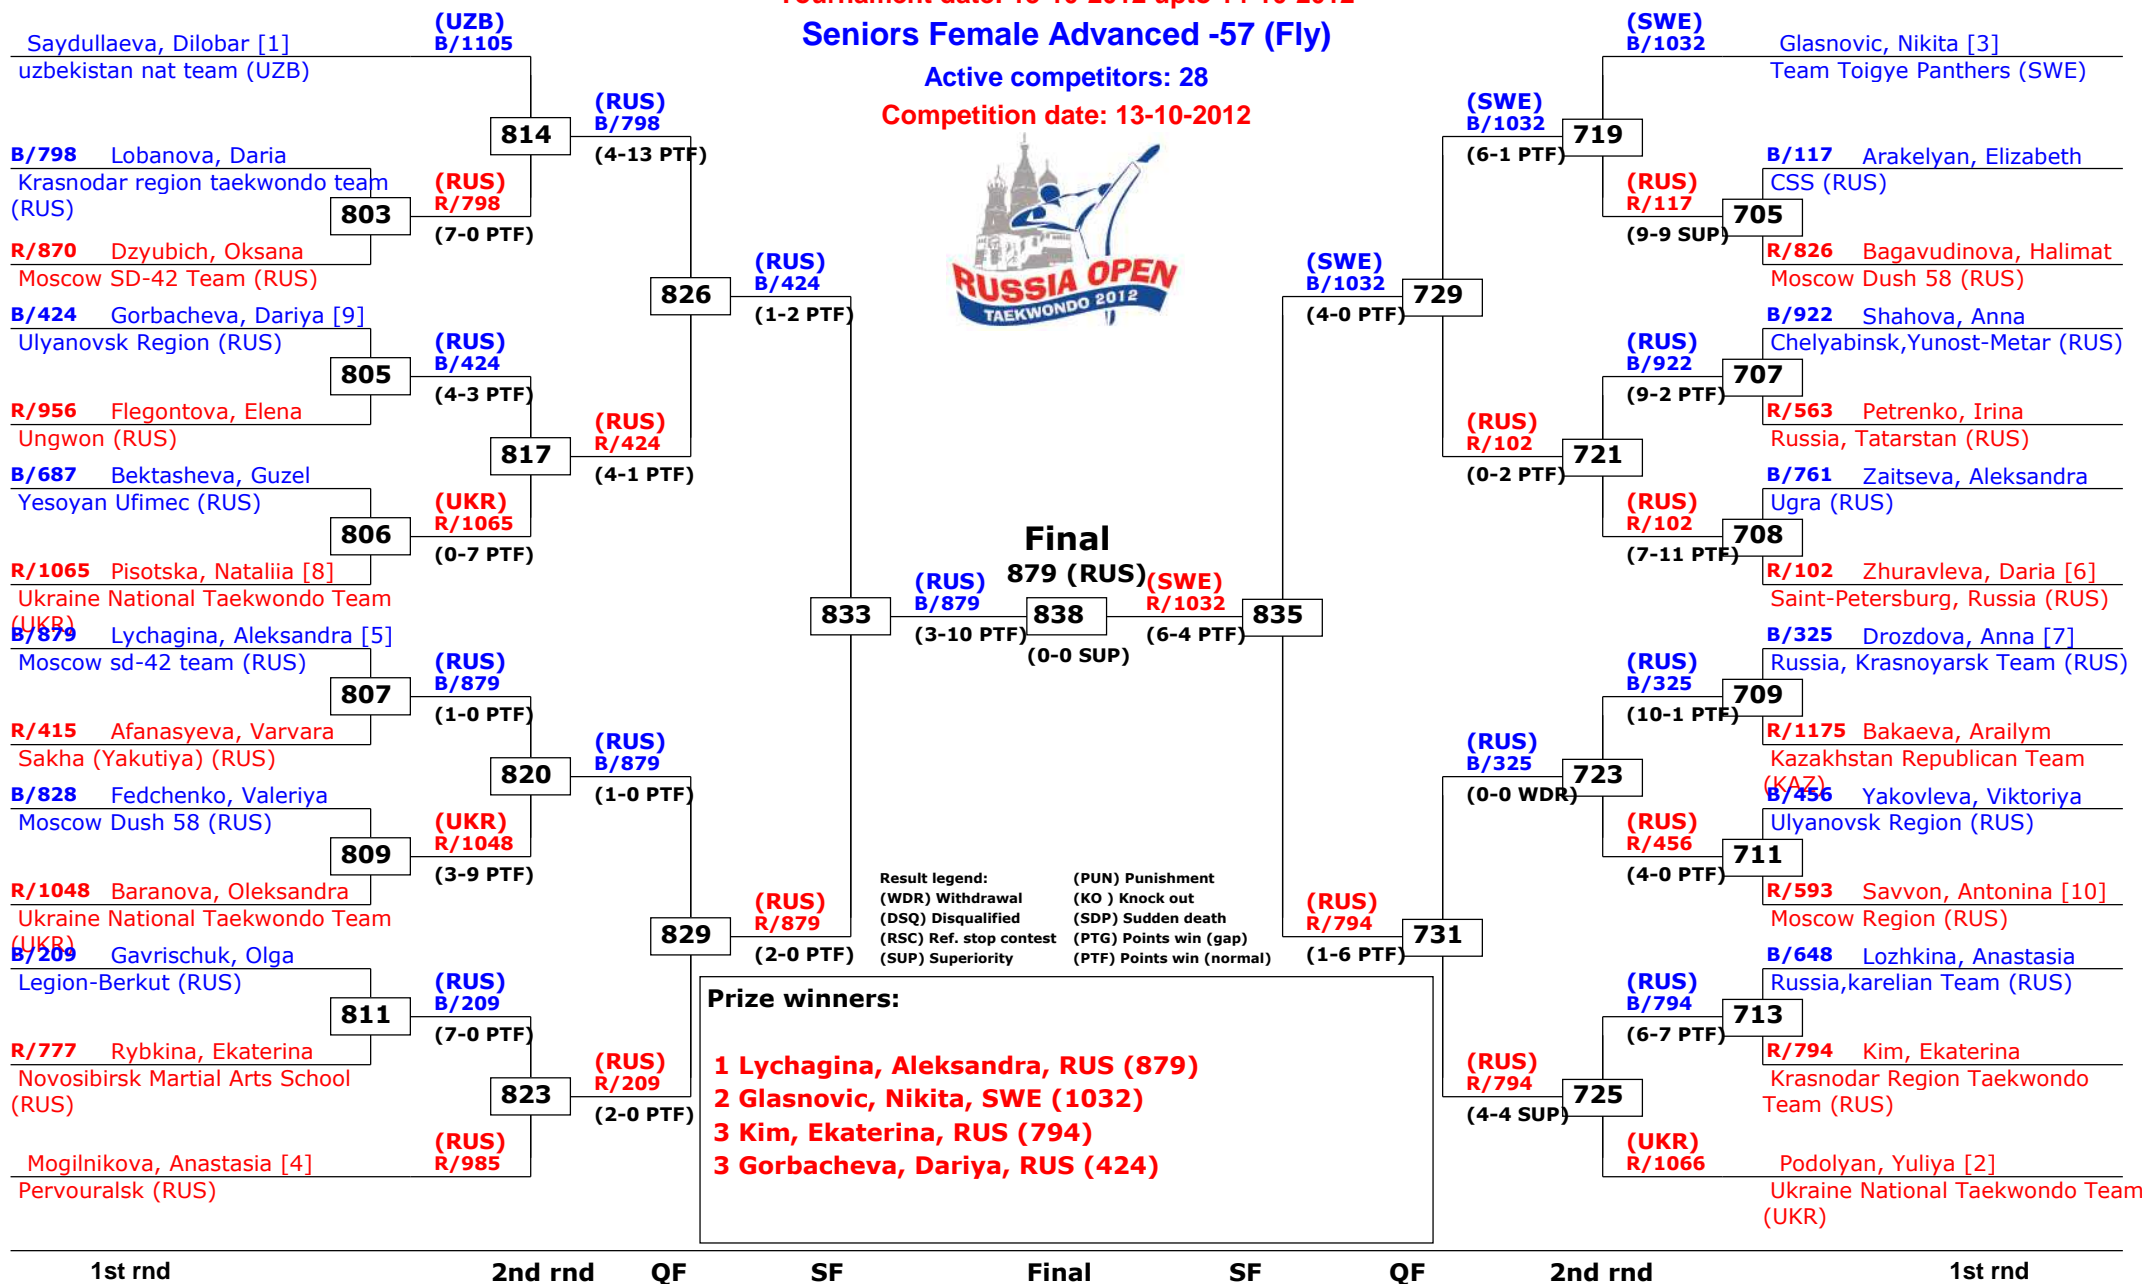 Seniors Female Advanced -57 (Fly)
Active competitors: 28
Competition date: 13-10-2012
RUSSIA OPEN
TAEKWONDO 2012
Saydullaeva, Dilobar [1]
uzbekistan nat team (UZB)
(UZB)
B/1105
B/798 Lobanova, Daria
Krasnodar region taekwondo team
(RUS)
803
R/870 Dzyubich, Oksana
Moscow SD-42 Team (RUS)
(RUS)
R/798
(7-0 PTF)
814
(RUS)
B/798
(4-13 PTF)
B/424 Gorbacheva, Dariya [9]
Ulyanovsk Region (RUS)
805
R/956 Flegontova, Elena
Ungwon (RUS)
(RUS)
B/424
(4-3 PTF)
B/687 Bektasheva, Guzel
Yesoyan Ufimec (RUS)
806
R/1065 Pisotska, Nataliia [8]
Ukraine National Taekwondo Team
(UKR)
(UKR)
R/1065
(0-7 PTF)
817
(RUS)
R/424
(4-1 PTF)
826
(RUS)
B/424
(1-2 PTF)
B/879 Lychagina, Aleksandra [5]
Moscow sd-42 team (RUS)
807
R/415 Afanasyeva, Varvara
Sakha (Yakutiya) (RUS)
(RUS)
B/879
(1-0 PTF)
B/828 Fedchenko, Valeriya
Moscow Dush 58 (RUS)
809
R/1048 Baranova, Oleksandra
Ukraine National Taekwondo Team
(UKR)
(UKR)
R/1048
(3-9 PTF)
820
(RUS)
B/879
(1-0 PTF)
B/209 Gavrischuk, Olga
Legion-Berkut (RUS)
811
R/777 Rybkina, Ekaterina
Novosibirsk Martial Arts School
(RUS)
(RUS)
B/209
(7-0 PTF)
Mogilnikova, Anastasia [4]
Pervouralsk (RUS)
(RUS)
R/985
823
(RUS)
R/209
(2-0 PTF)
829
(RUS)
R/879
(2-0 PTF)
833
(RUS)
B/879
(3-10 PTF)
Final
879 (RUS)
838
(0-0 SUP)
(SWE)
R/1032
(6-4 PTF)
835
(SWE)
B/1032
(4-0 PTF)
729
(SWE)
B/1032
(6-1 PTF)
719
(SWE)
B/1032
Glasnovic, Nikita [3]
Team Toigye Panthers (SWE)
(RUS)
R/117
(9-9 SUP)
705
B/117 Arakelyan, Elizabeth
CSS (RUS)
R/826 Bagavudinova, Halimat
Moscow Dush 58 (RUS)
(RUS)
R/102
(0-2 PTF)
721
(RUS)
B/922
(9-2 PTF)
707
B/922 Shahova, Anna
Chelyabinsk,Yunost-Metar (RUS)
R/563 Petrenko, Irina
Russia, Tatarstan (RUS)
(RUS)
R/102
(7-11 PTF)
708
B/761 Zaitseva, Aleksandra
Ugra (RUS)
R/102 Zhuravleva, Daria [6]
Saint-Petersburg, Russia (RUS)
(RUS)
R/794
(1-6 PTF)
731
(RUS)
B/325
(0-0 WDR)
723
(RUS)
B/325
(10-1 PTF)
709
B/325 Drozdova, Anna [7]
Russia, Krasnoyarsk Team (RUS)
R/1175 Bakaeva, Arailym
Kazakhstan Republican Team
(KAZ)
(RUS)
R/456
(4-0 PTF)
711
B/456 Yakovleva, Viktoriya
Ulyanovsk Region (RUS)
R/593 Savvon, Antonina [10]
Moscow Region (RUS)
(RUS)
R/794
(4-4 SUP)
725
(RUS)
B/794
(6-7 PTF)
713
B/648 Lozhkina, Anastasia
Russia,karelian Team (RUS)
R/794 Kim, Ekaterina
Krasnodar Region Taekwondo
Team (RUS)
(UKR)
R/1066
Podolyan, Yuliya [2]
Ukraine National Taekwondo Team
(UKR)
Result legend:
(WDR) Withdrawal
(DSQ) Disqualified
(RSC) Ref. stop contest
(SUP) Superiority
(PUN) Punishment
(KO ) Knock out
(SDP) Sudden death
(PTG) Points win (gap)
(PTF) Points win (normal)
Prize winners:
1 Lychagina, Aleksandra, RUS (879)
2 Glasnovic, Nikita, SWE (1032)
3 Kim, Ekaterina, RUS (794)
3 Gorbacheva, Dariya, RUS (424)
1st rnd 2nd rnd QF SF Final SF QF 2nd rnd 1st rnd